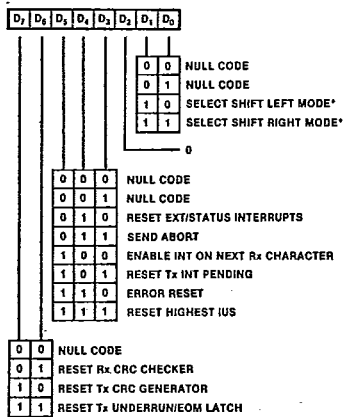 D7 D6 D5 D4 D3 D2 D1 D0
0 0 NULL CODE
0 1 NULL CODE
1 0 SELECT SHIFT LEFT MODE*
1 1 SELECT SHIFT RIGHT MODE*
0
0 0 0 NULL CODE
0 0 1 NULL CODE
0 1 0 RESET EXT/STATUS INTERRUPTS
0 1 1 SEND ABORT
1 0 0 ENABLE INT ON NEXT Rx CHARACTER
1 0 1 RESET Tx INT PENDING
1 1 0 ERROR RESET
1 1 1 RESET HIGHEST IUS
0 0 NULL CODE
0 1 RESET Rx CRC CHECKER
1 0 RESET Tx CRC GENERATOR
1 1 RESET Tx UNDERRUN/EOM LATCH